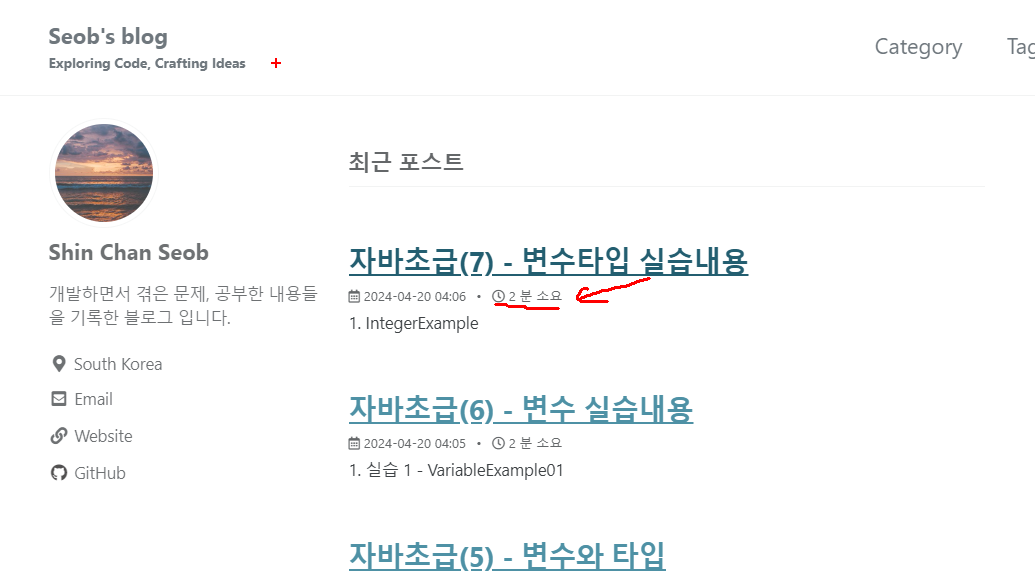 Seob's blog
Exploring Code, Crafting Ideas
Category
Tag
최근 포스트
Shin Chan Seob
개발하면서 겪은 문제, 공부한 내용들
을 기록한 블로그 입니다.
South Korea
Email
Website
GitHub
자바초급(7) - 변수타입 실습내용
2024-04-20 04:06 • 2 분 소요
1. IntegerExample
자바초급(6) - 변수 실습내용
2024-04-20 04:05 • 2 분 소요
1. 실습 1 - VariableExample01
자바초급(5) - 변수와 타입